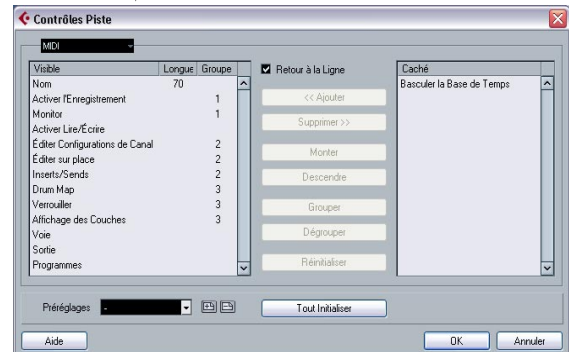 Contrôles Piste
MIDI
Visible Longue Groupe
Nom 70
Activer l'Enregistrement 1
Monitor 1
Activer Lire/Écrire
Éditer Configurations de Canal 2
Éditer sur place 2
Inserts/Sends 2
Drum Map 3
Verrouiller 3
Affichage des Couches 3
Voie
Sortie
Programmes
Retour à la Ligne
<< Ajouter
Supprimer >>
Monter
Descendre
Grouper
Dégrouper
Réinitialiser
Caché
Basculer la Base de Temps
Préréglages -
Tout Initialiser
Aide
OK
Annuler